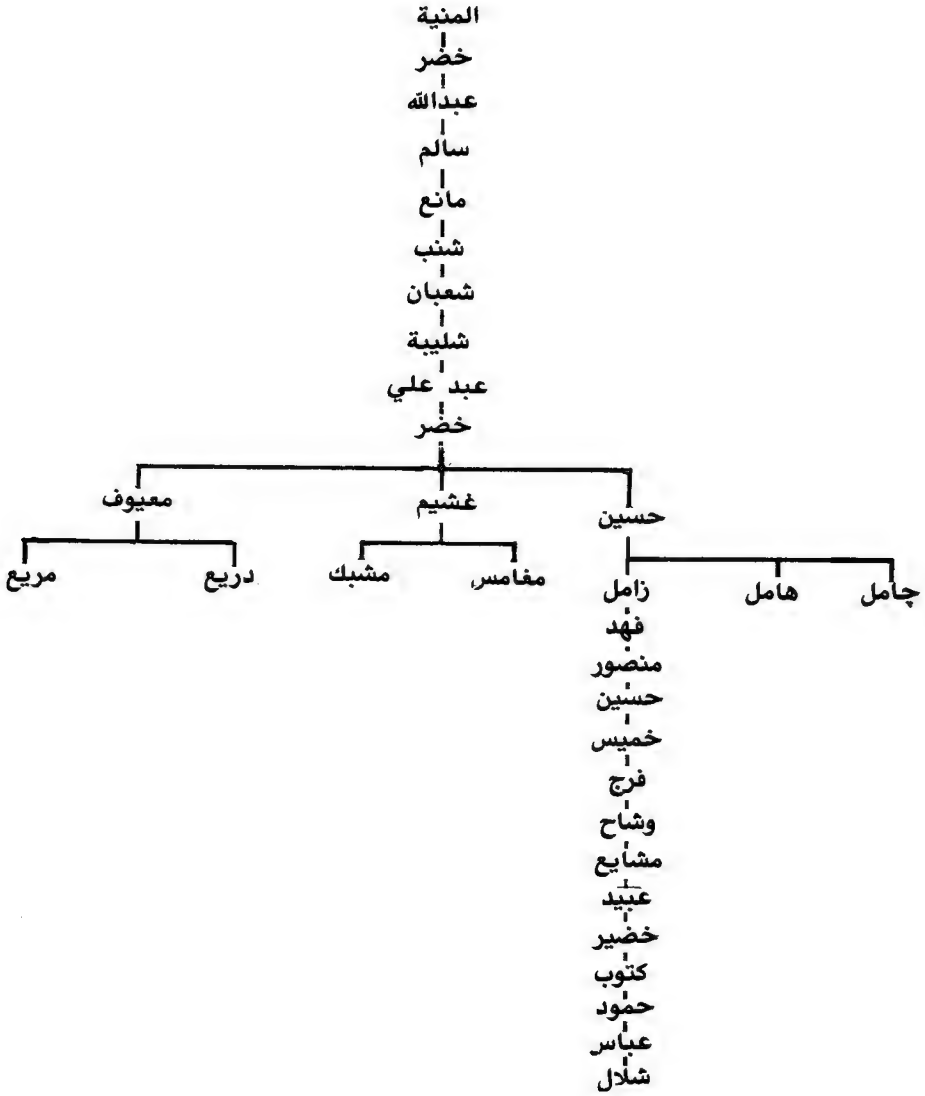 المنية
خضر
عبدالله
سالم
مانع
شنب
شعبان
شليبة
عبد علي
خضر
حسين
غشيم
معيوف
چامل
هامل
زامل
مغامس
مشبك
دريع
مريع
فهد
منصور
حسين
خميس
فرج
وشاح
مشايع
عبيد
خضير
كتوب
حمود
عباس
شلال